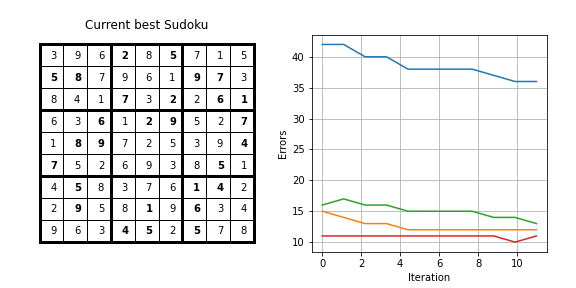 Current best Sudoku
3 9 6 2 8 5 7 1 5
5 8 7 9 6 1 9 7 3
8 4 1 7 3 2 2 6 1
6 3 6 1 2 9 5 2 7
1 8 9 7 2 5 3 9 4
7 5 2 6 9 3 8 5 1
4 5 8 3 7 6 1 4 2
2 9 5 8 1 9 6 3 4
9 6 3 4 5 2 5 7 8
Errors
40
35
30
25
20
15
10
0 2 4 6 8 10
Iteration